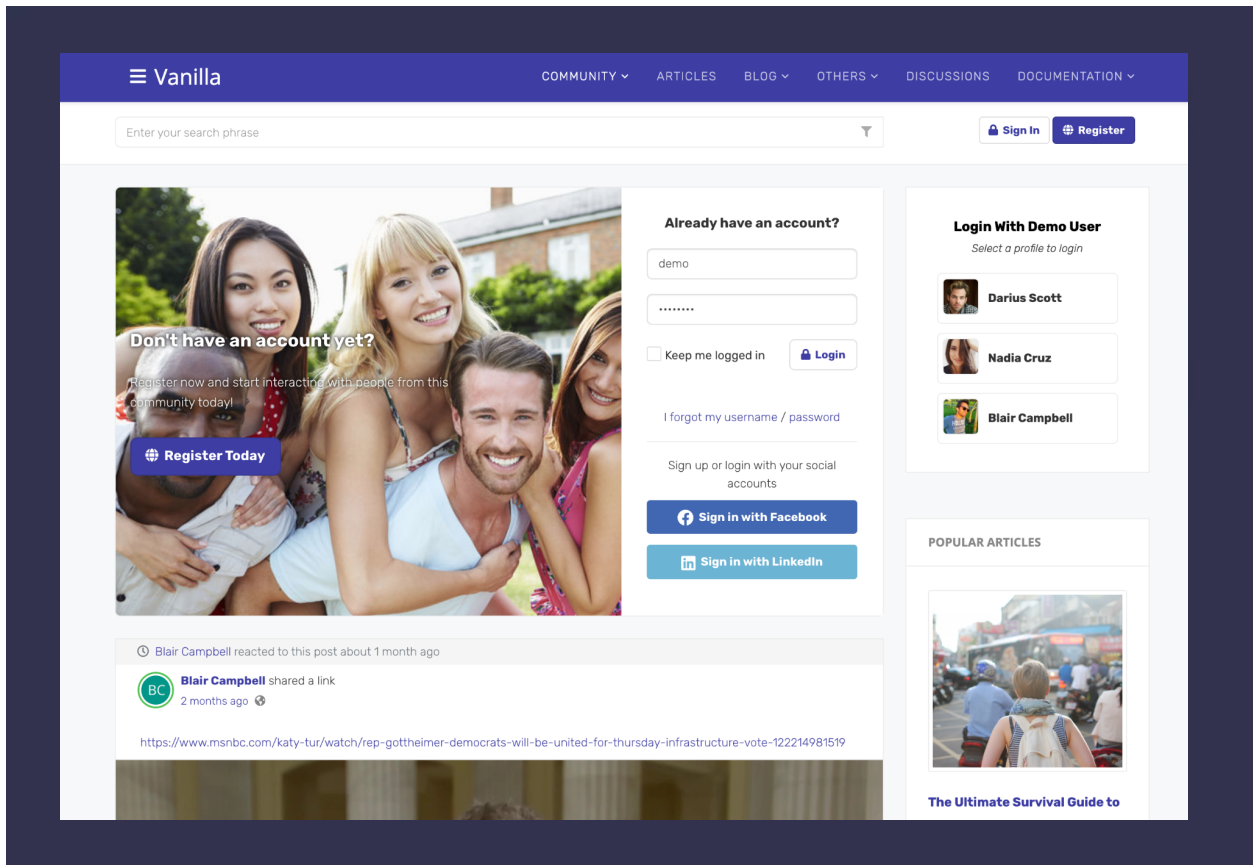 Vanilla
COMMUNITY
ARTICLES
BLOG
OTHERS
DISCUSSIONS
DOCUMENTATION
Enter your search phrase
Sign In
Register
Don't have an account yet?
Register now and start interacting with people from this
community today!
Register Today
Already have an account?
demo
••••••••
Keep me logged in
Login
I forgot my username / password
Sign up or login with your social
accounts
Sign in with Facebook
Sign in with LinkedIn
Login With Demo User
Select a profile to login
Darius Scott
Nadia Cruz
Blair Campbell
POPULAR ARTICLES
The Ultimate Survival Guide to
Blair Campbell reacted to this post about 1 month ago
BC
Blair Campbell shared a link
2 months ago
https://www.msnbc.com/katy-tur/watch/rep-gottheimer-democrats-will-be-united-for-thursday-infrastructure-vote-122214981519